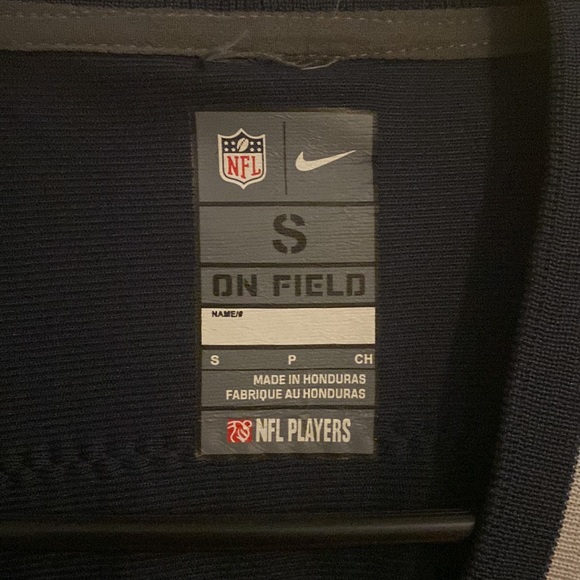 NFL
S
ON FIELD
NAME/#
S P CH
MADE IN HONDURAS
FABRIQUE AU HONDURAS
NFL PLAYERS